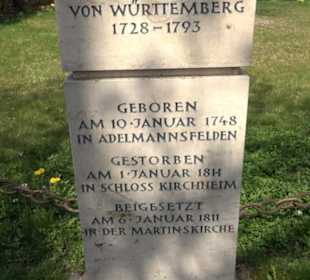 VON WÜRTTEMBERG
1728-1793
GEBOREN
AM 10·JANUAR 1748
IN ADELMANNSFELDEN
GESTORBEN
AM 1·JANUAR 1811
IN SCHLOSS KIRCHHEIM
BEIGESETZT
AM 6·JANUAR 1811
IN DER MARTINSKIRCHE